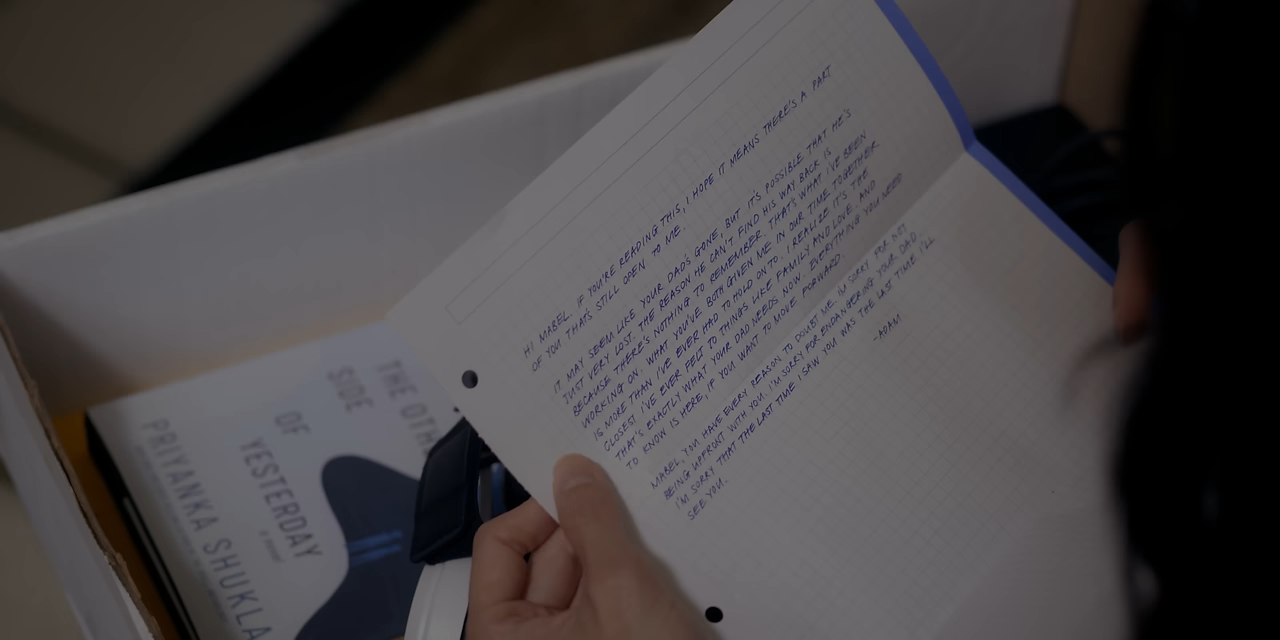 HI MABEL. IF YOU'RE READING THIS, I HOPE IT MEANS THERE'S A PART
OF YOU THAT'S STILL OPEN TO ME.
IT MAY SEEM LIKE YOUR DAD'S GONE, BUT IT'S POSSIBLE THAT HE'S
JUST VERY LOST. THE REASON HE CAN'T FIND HIS WAY BACK IS
BECAUSE THERE'S NOTHING TO REMEMBER. THAT'S WHAT I'VE BEEN
WORKING ON. WHAT YOU'VE BOTH GIVEN ME IN OUR TIME TOGETHER
IS MORE THAN I'VE EVER HAD TO HOLD ON TO. I REALIZE IT'S THE
CLOSEST I'VE EVER FELT TO THINGS LIKE FAMILY AND LOVE. AND
THAT'S EXACTLY WHAT YOUR DAD NEEDS NOW. EVERYTHING YOU NEED
TO KNOW IS HERE, IF YOU WANT TO MOVE FORWARD.
MABEL, YOU HAVE EVERY REASON TO DOUBT ME. I'M SORRY FOR NOT
BEING UPFRONT WITH YOU. I'M SORRY FOR ENDANGERING YOUR DAD.
I'M SORRY THAT THE LAST TIME I SAW YOU WAS THE LAST TIME I'LL
SEE YOU.
-ADAM
THE OTH
SIDE
OF
YESTERDAY
a novel
PRIYANKA SHUKLA